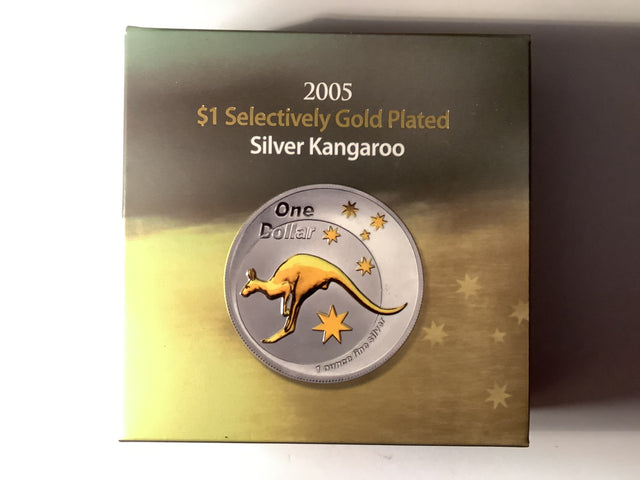 2005
$1 Selectively Gold Plated
Silver Kangaroo
One
Dollar
1 ounce fine silver